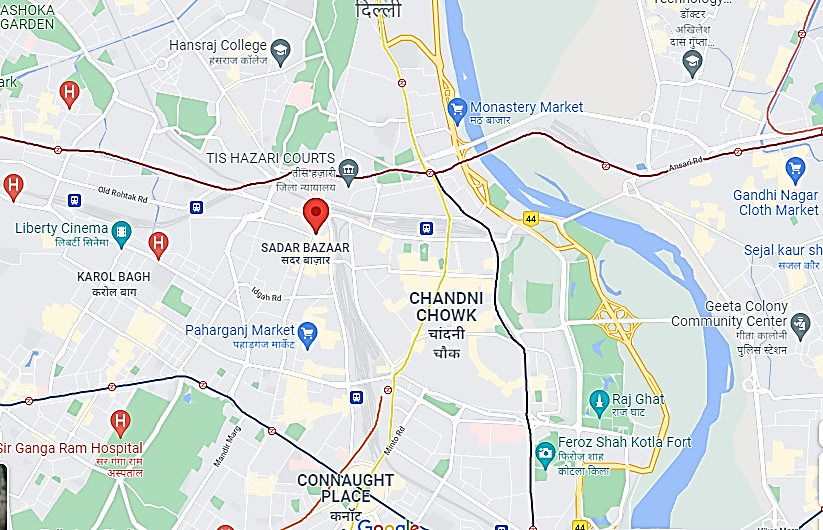 ASHOKA
GARDEN
दिल्ली
Technology...
डॉक्टर
अखिलेश
दास गुप्ता...
Hansraj College
हंसराज कॉलेज
ark
Monastery Market
मठ बाजार
TIS HAZARI COURTS
तीस हज़ारी
ज़िला न्यायालय
Ansari Rd
Old Rohtak Rd
Gandhi Nagar
Cloth Market
44
Liberty Cinema
लिबर्टी सिनेमा
SADAR BAZAAR
सदर बाज़ार
Sejal kaur sh
सजल कौर
KAROL BAGH
करोल बाग
Idgah Rd
CHANDNI
CHOWK
चांदनी
चौक
Geeta Colony
Community Center
गीता कालोनी
पुलिस स्टेशन
Paharganj Market
पहाड़गंज मार्केट
Raj Ghat
राज घाट
Sir Ganga Ram Hospital
सर गंगा राम
अस्पताल
Mandir Marg
Minto Rd
Feroz Shah Kotla Fort
फिरोज शाह
कोटला किला
CONNAUGHT
PLACE
कनॉट
Google
44